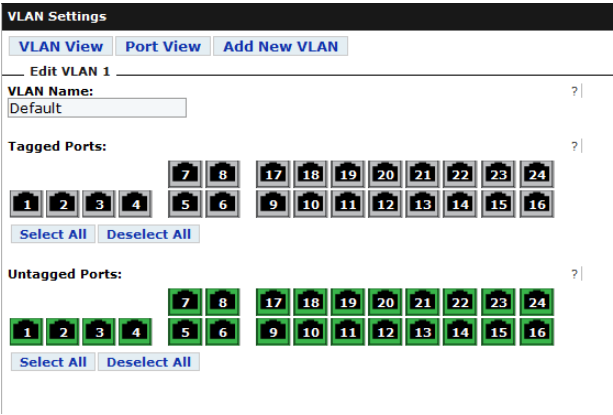 VLAN Settings
VLAN View Port View Add New VLAN
Edit VLAN 1
VLAN Name: ?
Default
Tagged Ports: ?
7 8 17 18 19 20 21 22 23 24
1 2 3 4 5 6 9 10 11 12 13 14 15 16
Select All Deselect All
Untagged Ports: ?
7 8 17 18 19 20 21 22 23 24
1 2 3 4 5 6 9 10 11 12 13 14 15 16
Select All Deselect All